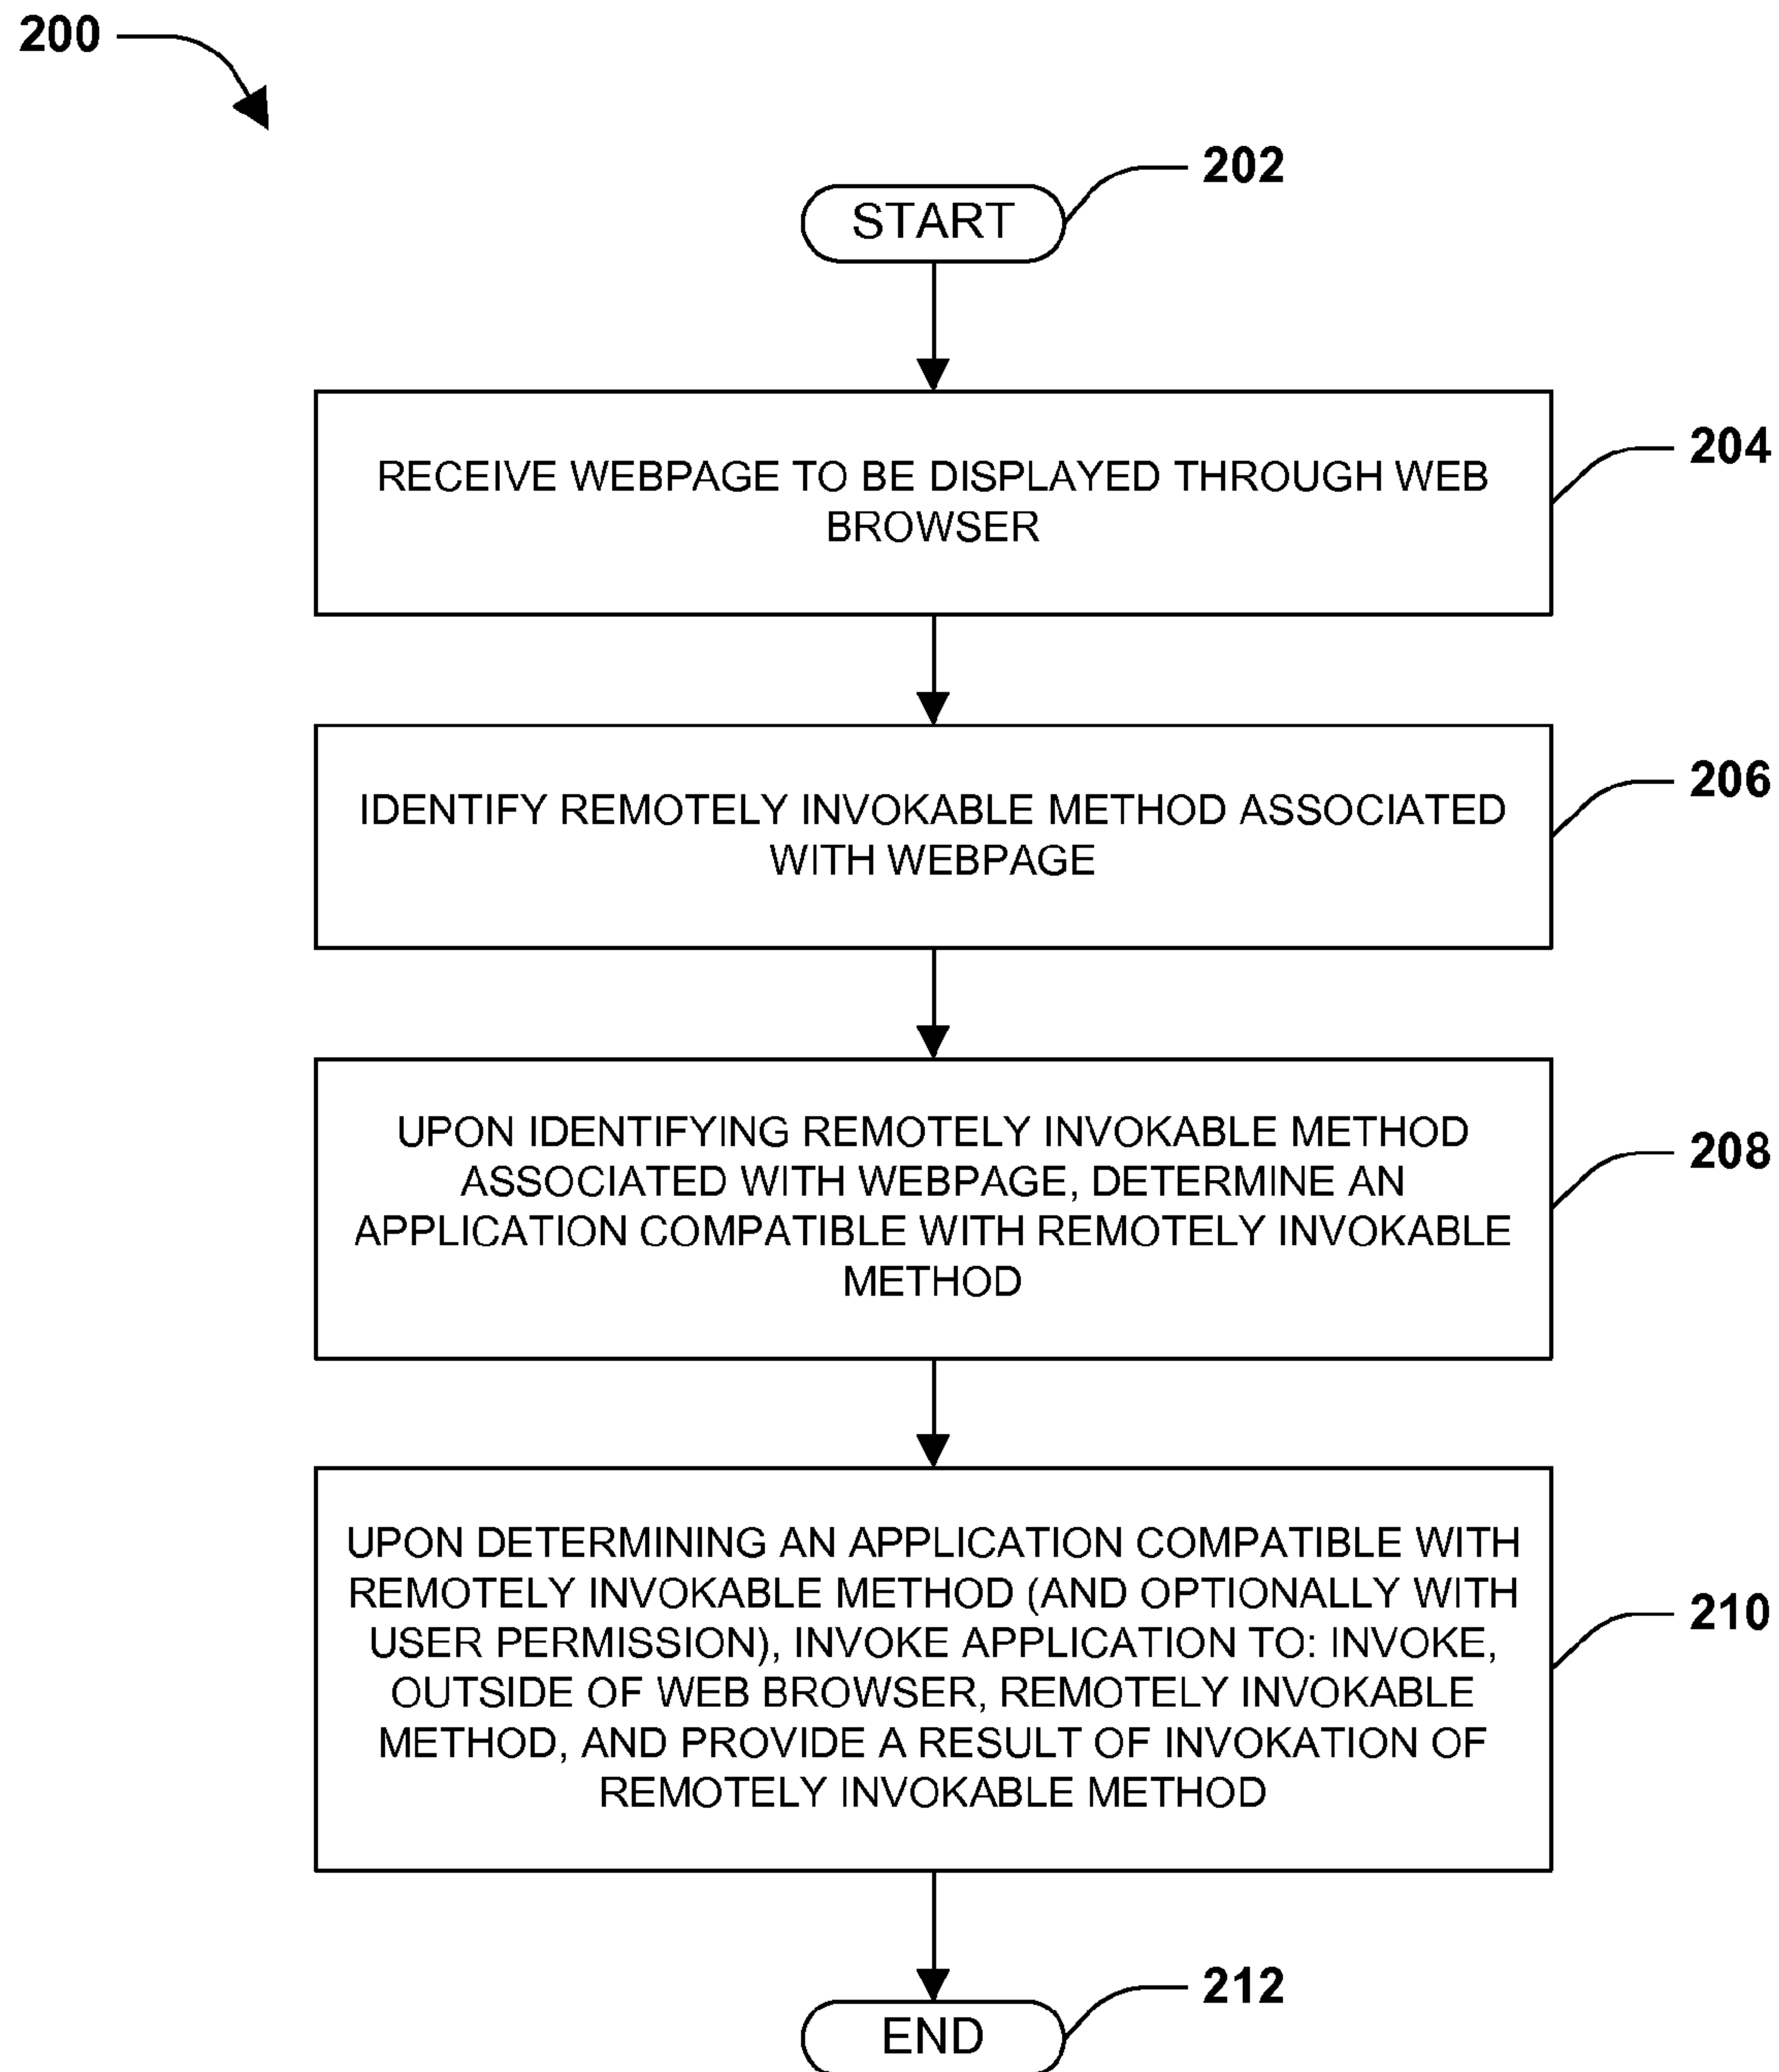 200
202
START
204
RECEIVE WEBPAGE TO BE DISPLAYED THROUGH WEB
BROWSER
206
IDENTIFY REMOTELY INVOKABLE METHOD ASSOCIATED
WITH WEBPAGE
208
UPON IDENTIFYING REMOTELY INVOKABLE METHOD
ASSOCIATED WITH WEBPAGE, DETERMINE AN
APPLICATION COMPATIBLE WITH REMOTELY INVOKABLE
METHOD
210
UPON DETERMINING AN APPLICATION COMPATIBLE WITH
REMOTELY INVOKABLE METHOD (AND OPTIONALLY WITH
USER PERMISSION), INVOKE APPLICATION TO: INVOKE,
OUTSIDE OF WEB BROWSER, REMOTELY INVOKABLE
METHOD, AND PROVIDE A RESULT OF INVOKATION OF
REMOTELY INVOKABLE METHOD
212
END